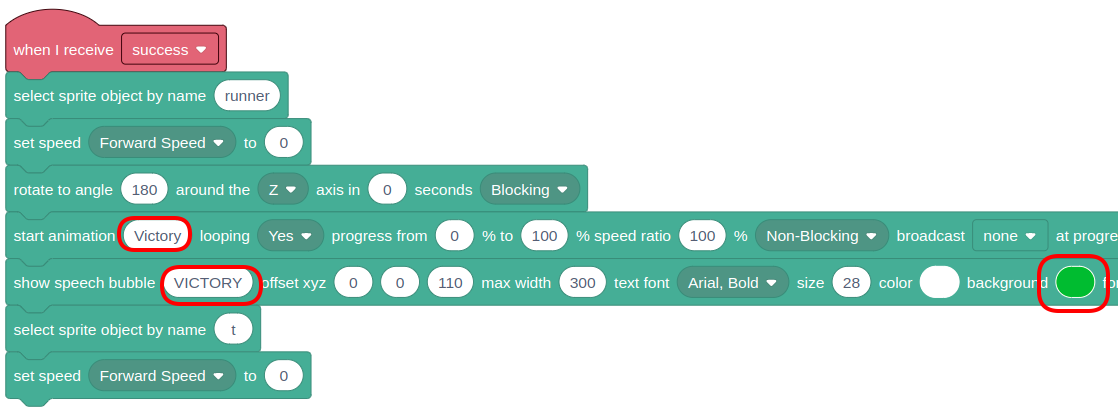 when I receive success
select sprite object by name runner
set speed Forward Speed to 0
rotate to angle 180 around the Z axis in 0 seconds Blocking
start animation Victory looping Yes progress from 0 % to 100 % speed ratio 100 % Non-Blocking broadcast none at progre
show speech bubble VICTORY offset xyz 0 0 110 max width 300 text font Arial, Bold size 28 color background for
select sprite object by name t
set speed Forward Speed to 0